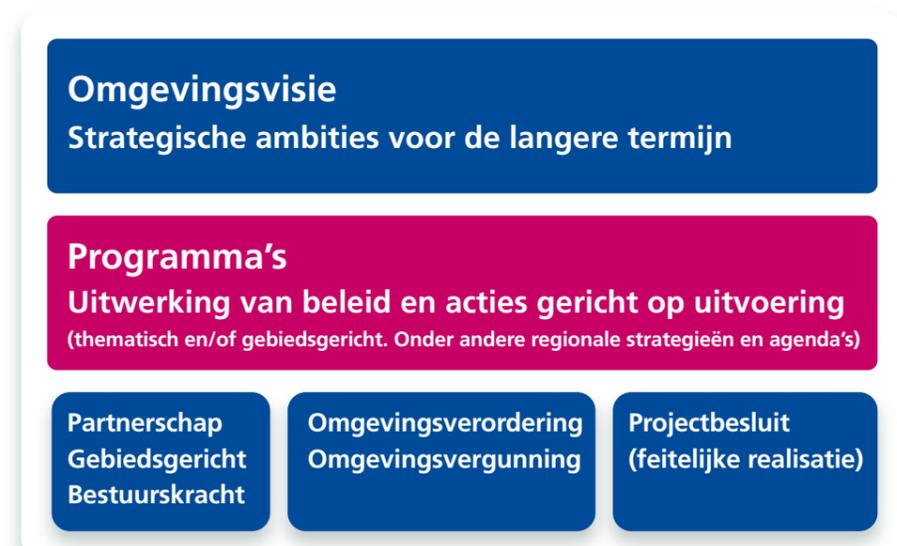 Omgevingsvisie
Strategische ambities voor de langere termijn
Programma's
Uitwerking van beleid en acties gericht op uitvoering
(thematisch en/of gebiedsgericht. Onder andere regionale strategieën en agenda's)
Partnerschap
Gebiedsgericht
Bestuurskracht
Omgevingsverordering
Omgevingsvergunning
Projectbesluit
(feitelijke realisatie)